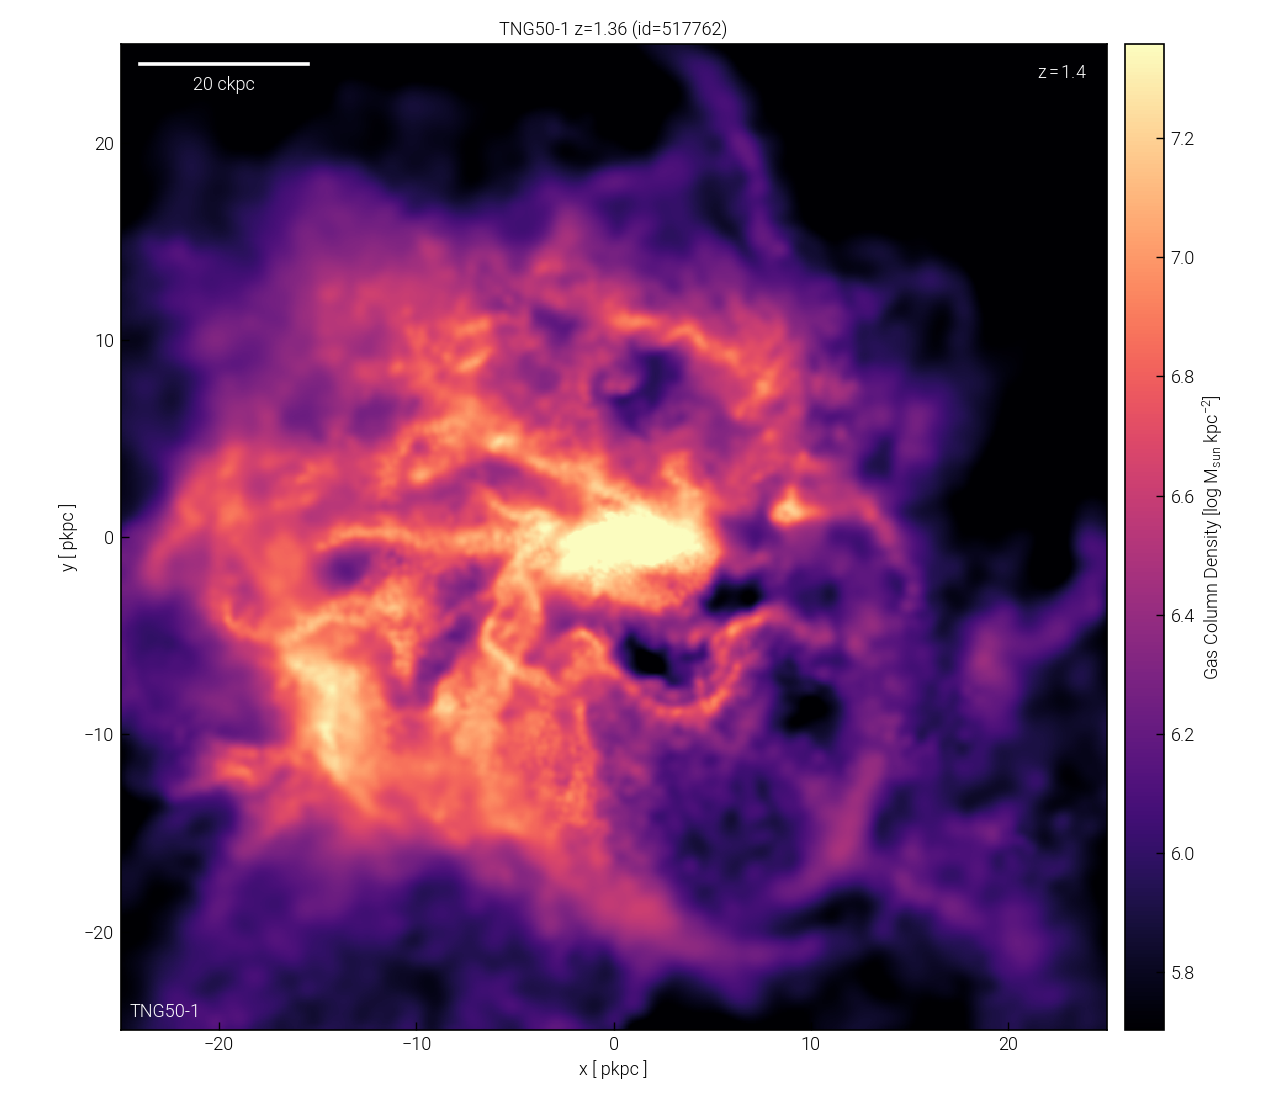 TNG50-1 z=1.36 (id=517762)
20 ckpc
z = 1.4
20
10
0
−10
−20
y [ pkpc ]
TNG50-1
−20
−10
0
10
20
x [ pkpc ]
7.2
7.0
6.8
6.6
6.4
6.2
6.0
5.8
Gas Column Density [log M_sun kpc⁻²]